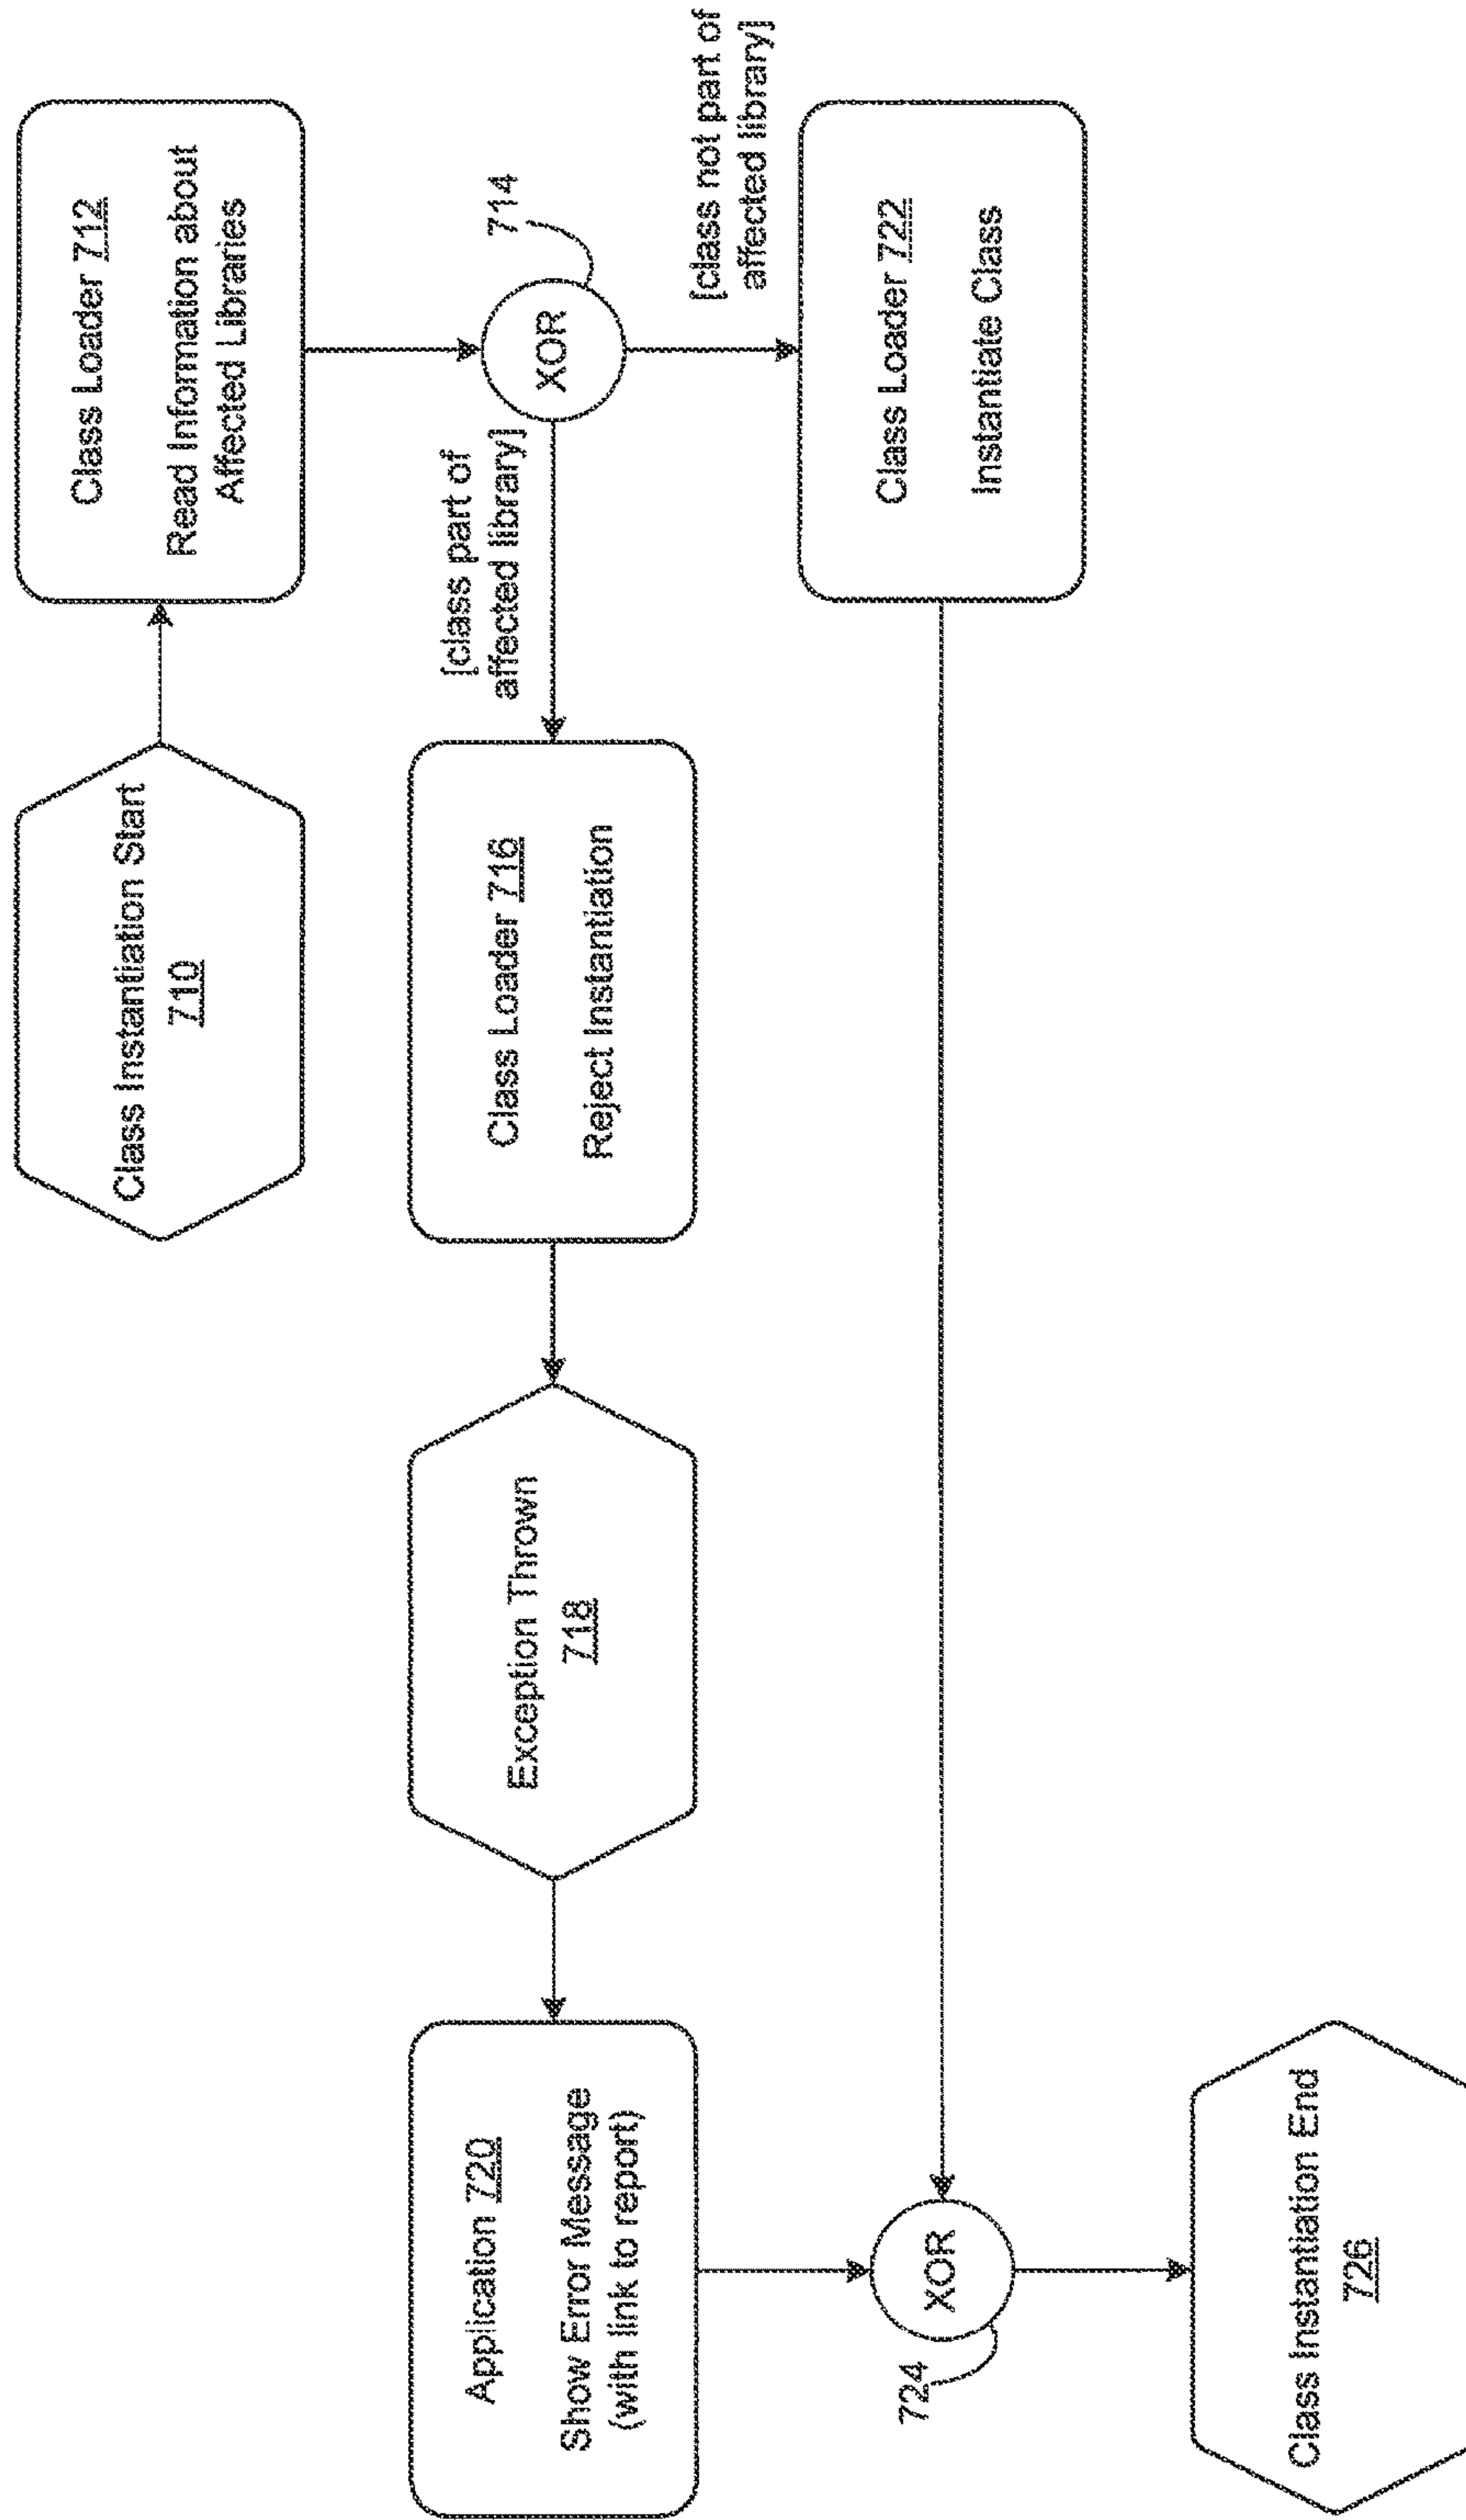 Class Instantiation Start
710
Class Loader 712
Read Information about
Affected Libraries
XOR
714
[class part of
affected library]
[class not part of
affected library]
Class Loader 716
Reject Instantiation
Exception Thrown
718
Application 720
Show Error Message
(with link to report)
Class Loader 722
Instantiate Class
XOR
724
Class Instantiation End
726